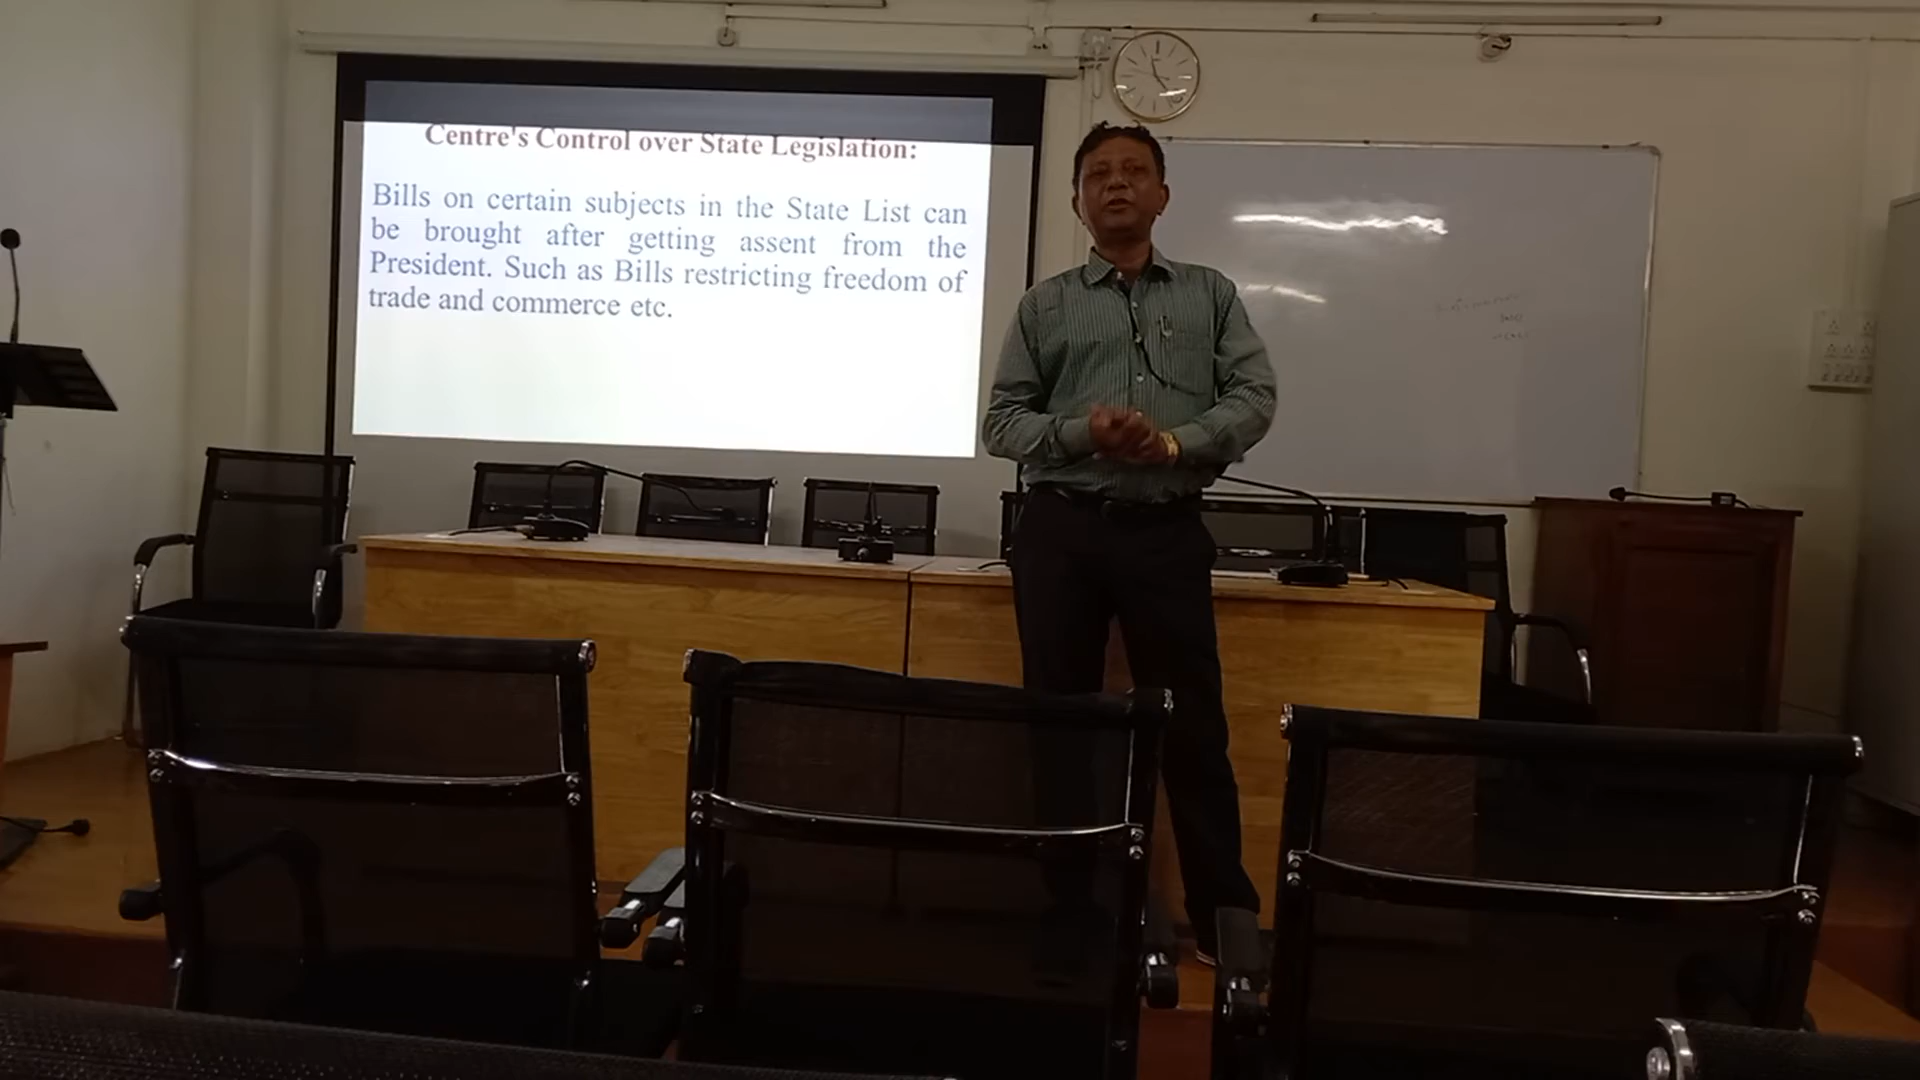 Centre's Control over State Legislation:
Bills on certain subjects in the State List can
be brought after getting assent from the
President. Such as Bills restricting freedom of
trade and commerce etc.